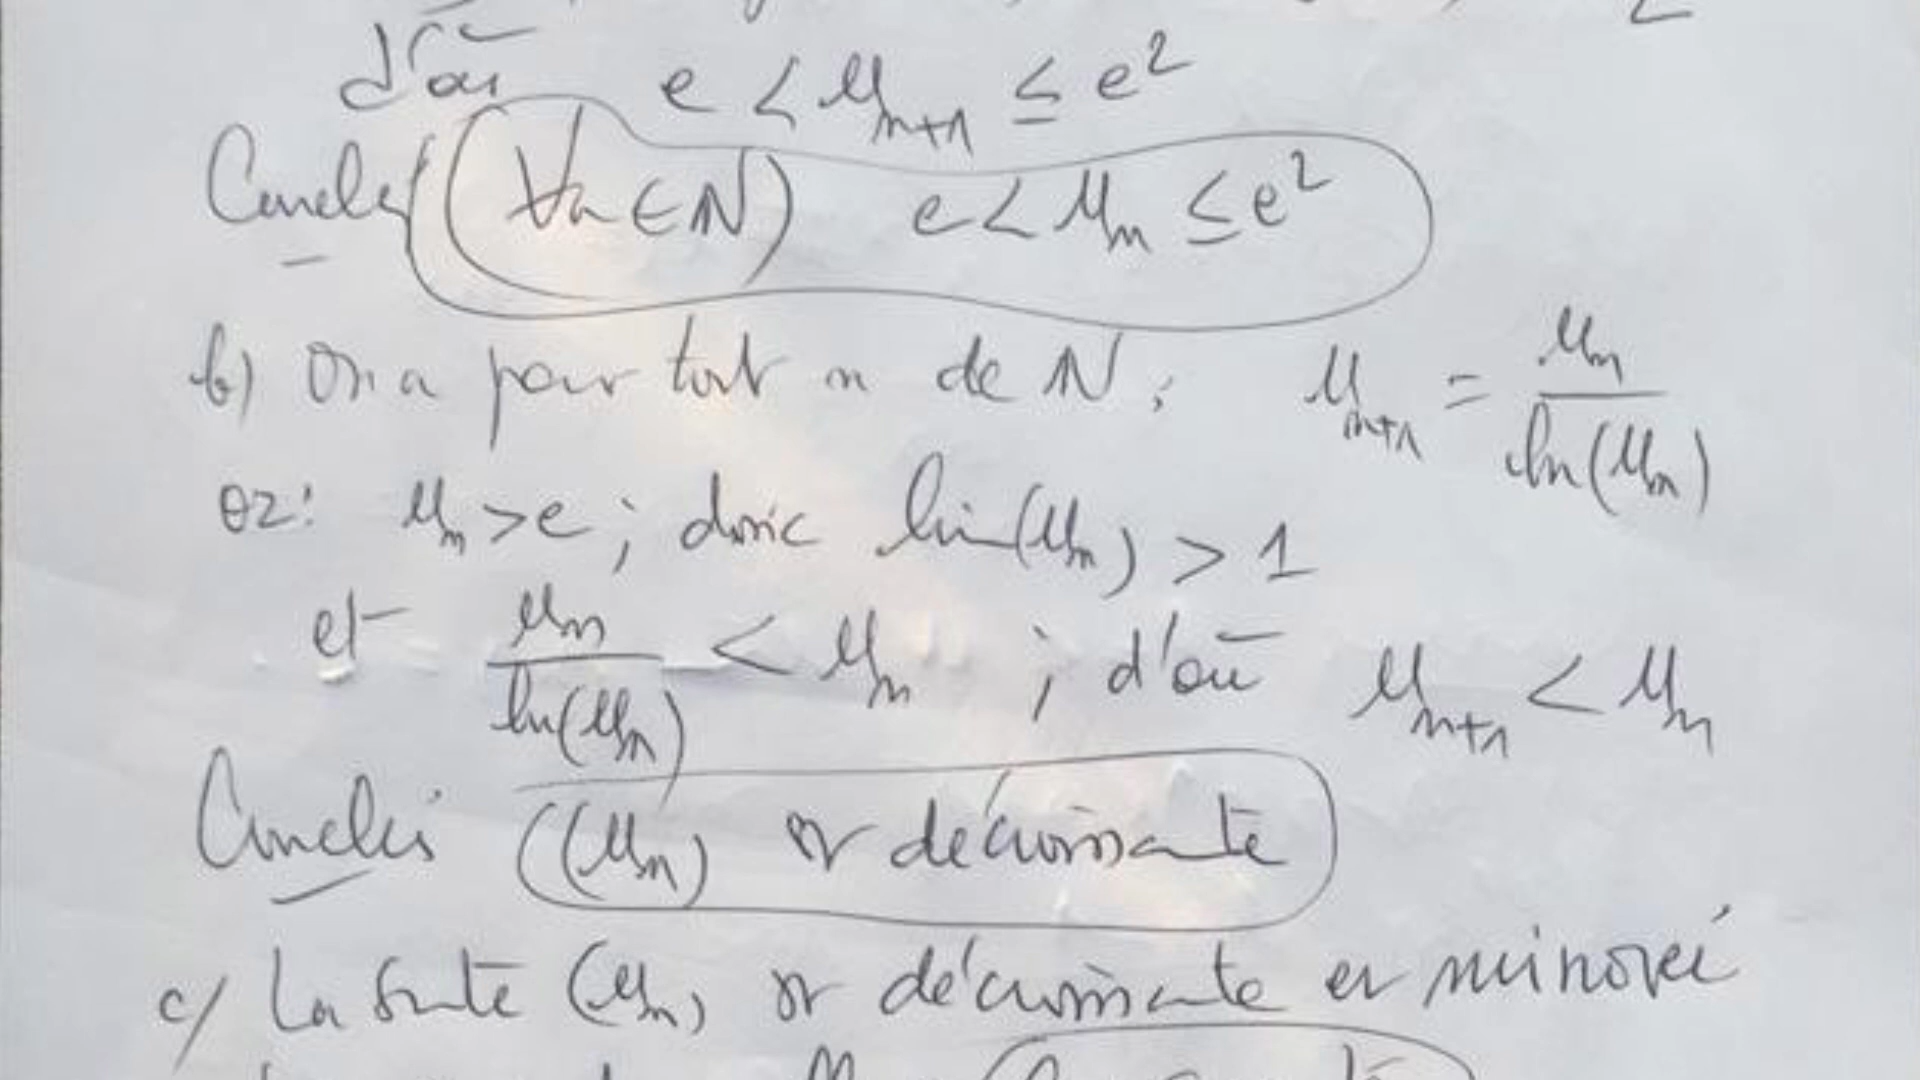 d'où e < u_{n+1} ≤ e²
Conclu (∀n ∈ ℕ) e < u_n ≤ e²
b) On a pour tout n de ℕ : u_{n+1} = u_n / ln(u_n)
or : u_n > e ; donc ln(u_n) > 1
et u_n / ln(u_n) < u_n ; d'où u_{n+1} < u_n
Conclu (u_n) est décroissante
c/ La suite (u_n) est décroissante et minorée